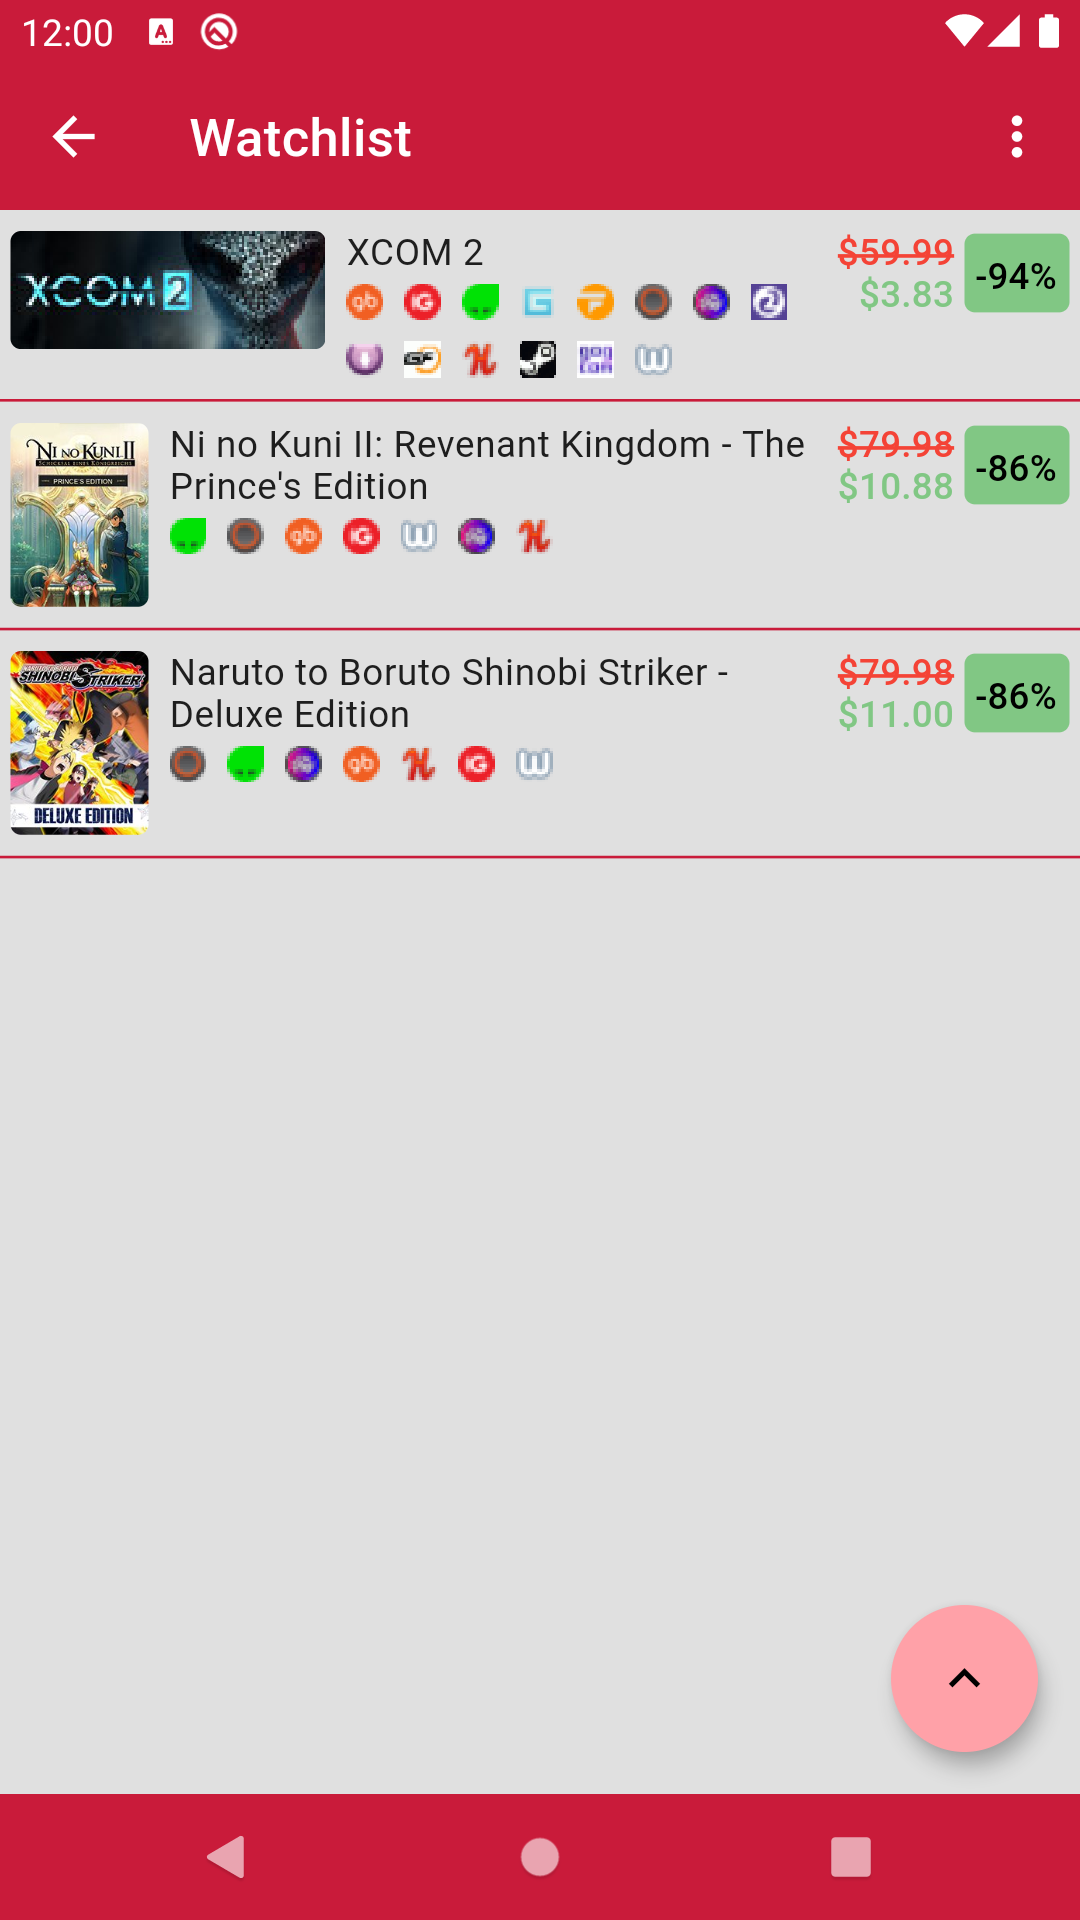 12:00
Watchlist
XCOM 2
XCOM 2
$59.99
$3.83
-94%
NI NO KUNI II
PRINCE'S EDITION
Ni no Kuni II: Revenant Kingdom - The
Prince's Edition
$79.98
$10.88
-86%
SHINOBI STRIKER
DELUXE EDITION
Naruto to Boruto Shinobi Striker -
Deluxe Edition
$79.98
$11.00
-86%